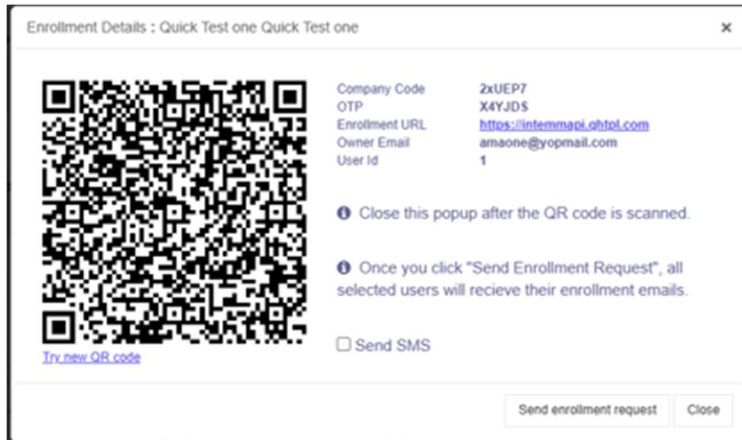 Enrollment Details : Quick Test one Quick Test one ×
Company Code 2xUEP7
OTP X4YJDS
Enrollment URL https://intemmapi.qhtpl.com
Owner Email amaone@yopmail.com
User Id 1
Close this popup after the QR code is scanned.
Once you click "Send Enrollment Request", all
selected users will recieve their enrollment emails.
Try new QR code
Send SMS
Send enrollment request Close